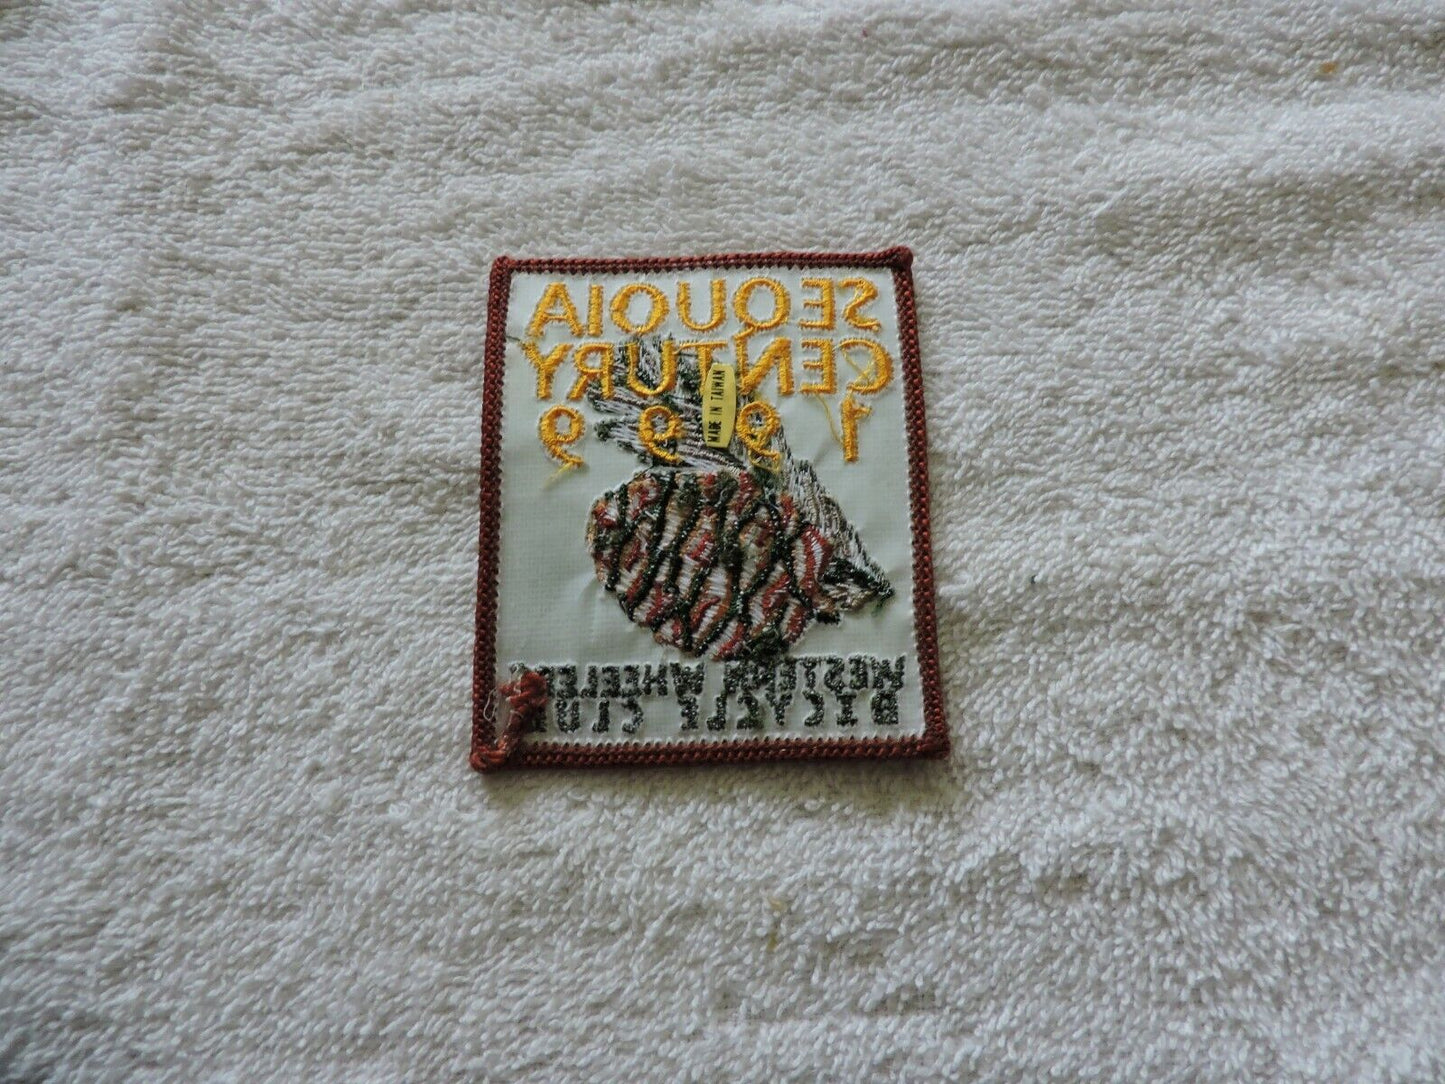 SEQUOIA
CENTURY
1999
MADE IN TAIWAN
WESTERN WHEELERS
BICYCLE CLUB